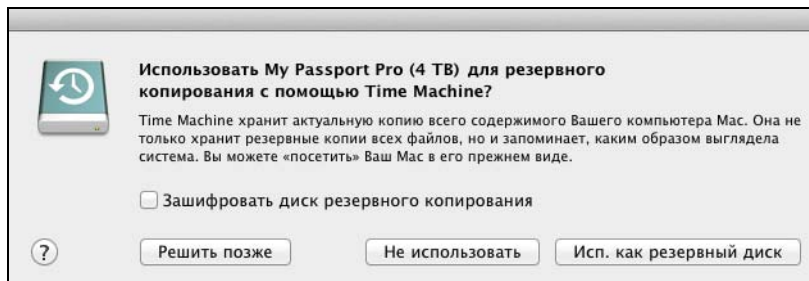 Использовать My Passport Pro (4 TB) для резервного
копирования с помощью Time Machine?
Time Machine хранит актуальную копию всего содержимого Вашего компьютера Mac. Она не
только хранит резервные копии всех файлов, но и запоминает, каким образом выглядела
система. Вы можете «посетить» Ваш Mac в его прежнем виде.
Зашифровать диск резервного копирования
? Решить позже Не использовать Исп. как резервный диск